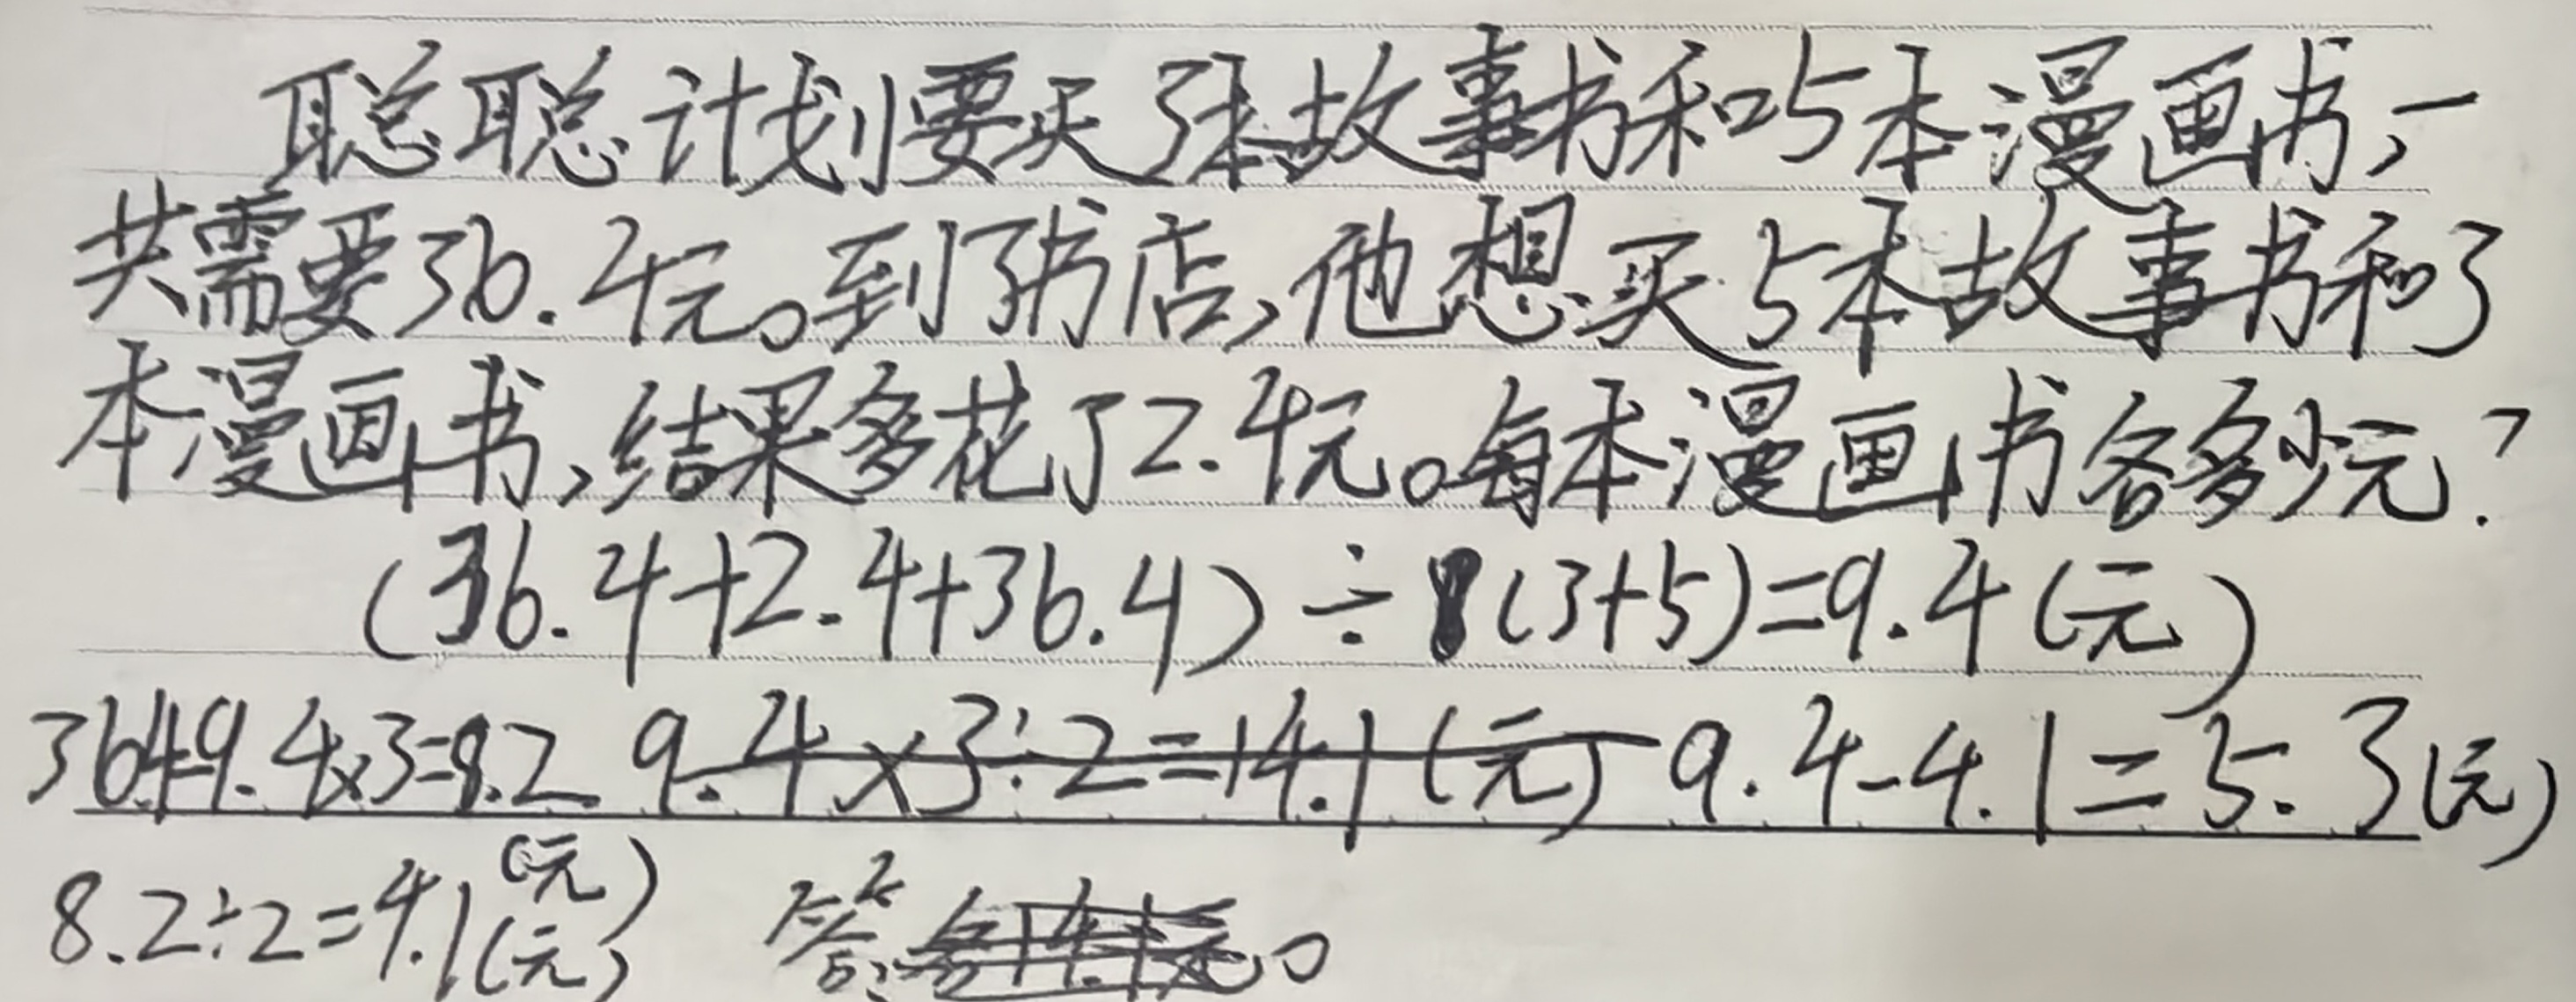 聪聪计划要买3本故事书和5本漫画书,一
共需要36.4元。到了书店,他想买5本故事书和3
本漫画书,结果多花了2.4元。每本漫画书各多少元?
(36.4+2.4+36.4)÷(3+5)=9.4(元)
36.4-9.4×3=8.2 9.4×3÷2=14.1(元) 9.4-4.1=5.3(元)
(元)
8.2÷2=4.1(元) 答: